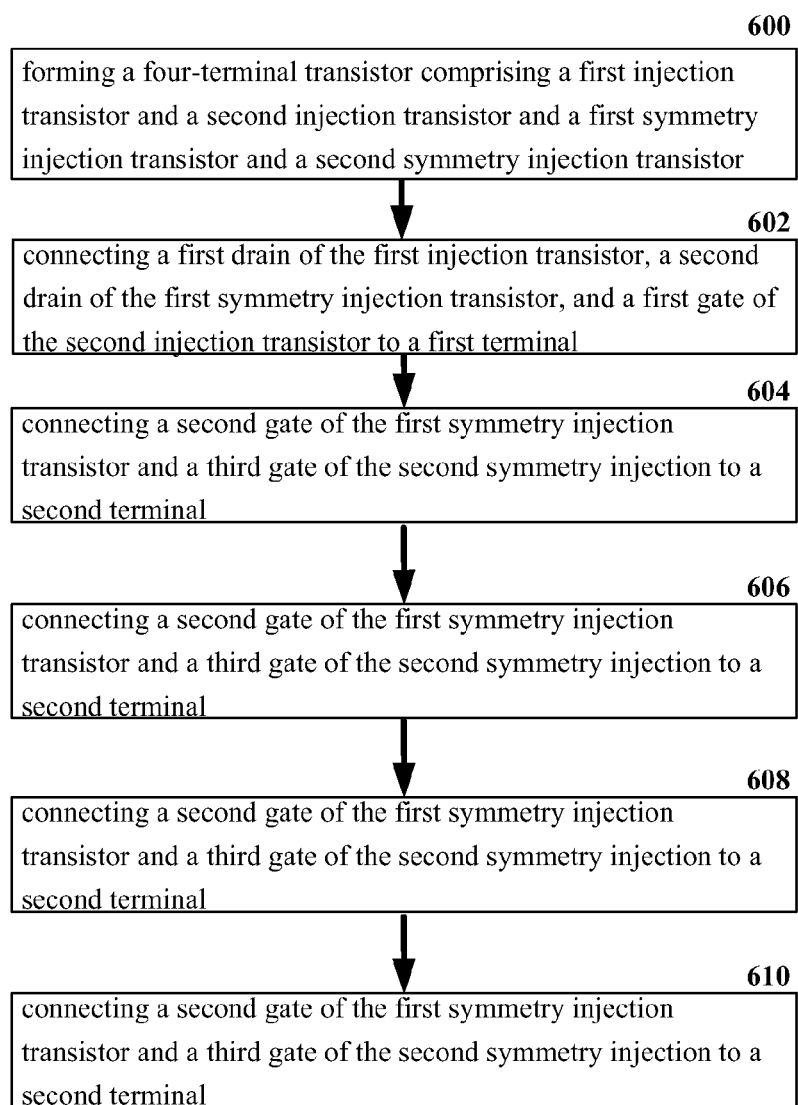 600
forming a four-terminal transistor comprising a first injection
transistor and a second injection transistor and a first symmetry
injection transistor and a second symmetry injection transistor
602
connecting a first drain of the first injection transistor, a second
drain of the first symmetry injection transistor, and a first gate of
the second injection transistor to a first terminal
604
connecting a second gate of the first symmetry injection
transistor and a third gate of the second symmetry injection to a
second terminal
606
connecting a second gate of the first symmetry injection
transistor and a third gate of the second symmetry injection to a
second terminal
608
connecting a second gate of the first symmetry injection
transistor and a third gate of the second symmetry injection to a
second terminal
610
connecting a second gate of the first symmetry injection
transistor and a third gate of the second symmetry injection to a
second terminal